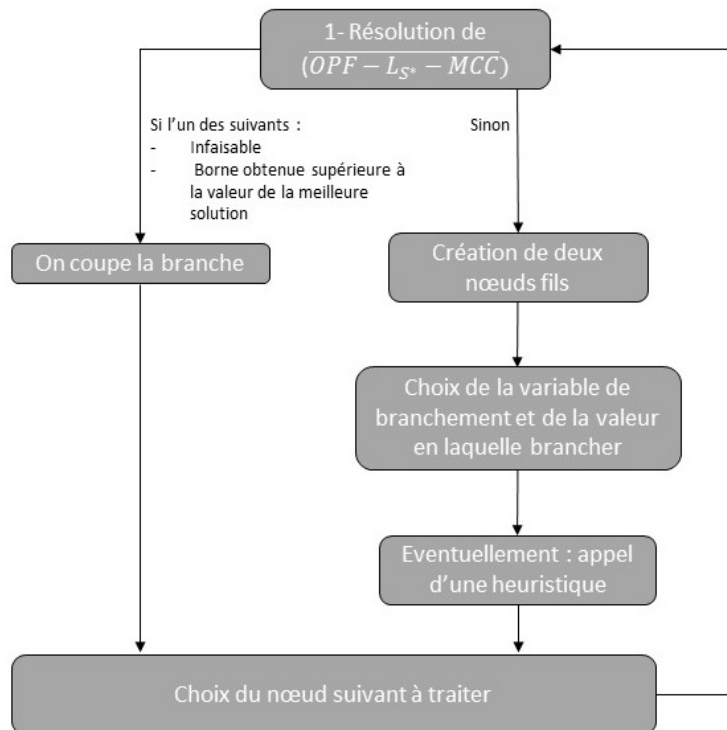 1- Résolution de
$\overline{(OPF - L_{S^*} - MCC)}$
Si l'un des suivants :
- Infaisable
- Borne obtenue supérieure à
la valeur de la meilleure
solution
Sinon
On coupe la branche
Création de deux
nœuds fils
Choix de la variable de
branchement et de la valeur
en laquelle brancher
Eventuellement : appel
d'une heuristique
Choix du nœud suivant à traiter